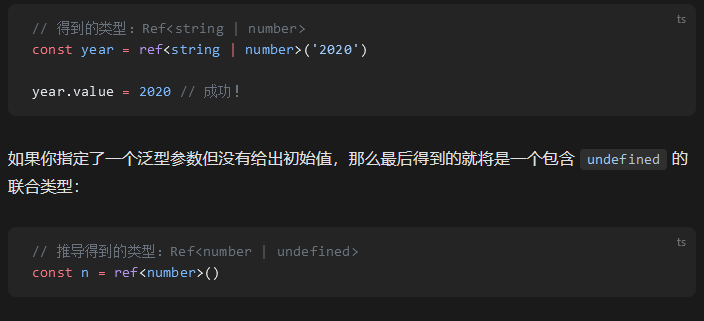 ts
// 得到的类型：Ref<string | number>
const year = ref<string | number>('2020')
year.value = 2020 // 成功！
如果你指定了一个泛型参数但没有给出初始值，那么最后得到的就将是一个包含 undefined 的
联合类型：
ts
// 推导得到的类型：Ref<number | undefined>
const n = ref<number>()